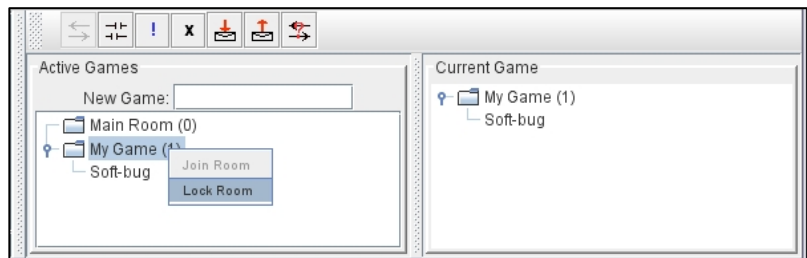 ! x ?
Active Games
New Game:
Main Room (0)
My Game (1)
Soft-bug
Join Room
Lock Room
Current Game
My Game (1)
Soft-bug